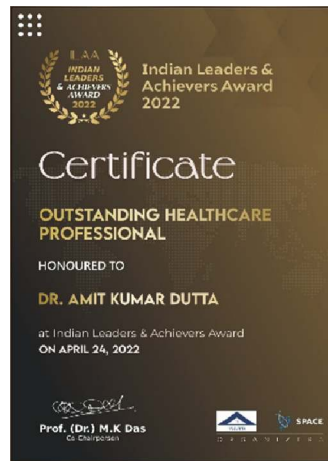 ILAA
INDIAN
LEADERS
& ACHIEVERS
AWARD
2022
Indian Leaders &
Achievers Award
2022
Certificate
OUTSTANDING HEALTHCARE
PROFESSIONAL
HONOURED TO
DR. AMIT KUMAR DUTTA
at Indian Leaders & Achievers Award
ON APRIL 24, 2022
Prof. (Dr.) M.K Das
Co Chairperson
SPACE